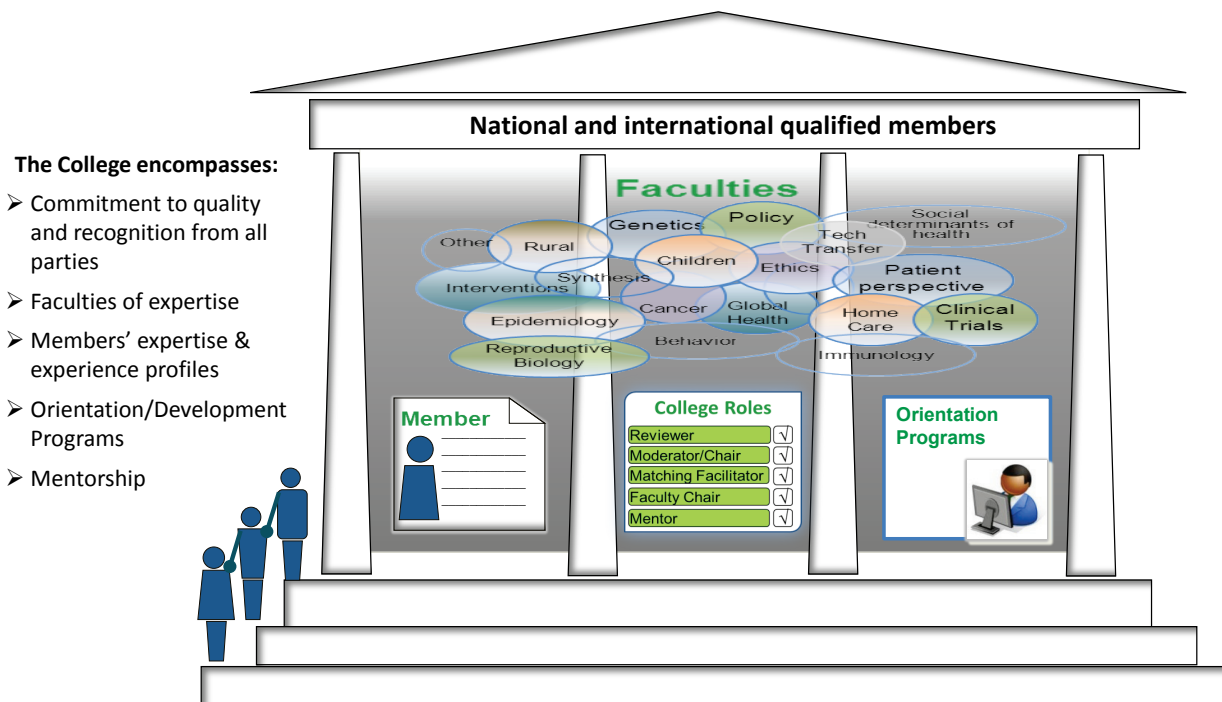 National and international qualified members
The College encompasses:
➢ Commitment to quality
and recognition from all
parties
➢ Faculties of expertise
➢ Members’ expertise &
experience profiles
➢ Orientation/Development
Programs
➢ Mentorship
Faculties
Other
Rural
Genetics
Policy
Social
determinants of
health
Tech
Transfer
Children
Ethics
Synthesis
Interventions
Patient
perspective
Cancer
Global
Health
Home
Care
Clinical
Trials
Epidemiology
Behavior
Reproductive
Biology
Immunology
Member
College Roles
Reviewer √
Moderator/Chair √
Matching Facilitator √
Faculty Chair √
Mentor √
Orientation
Programs